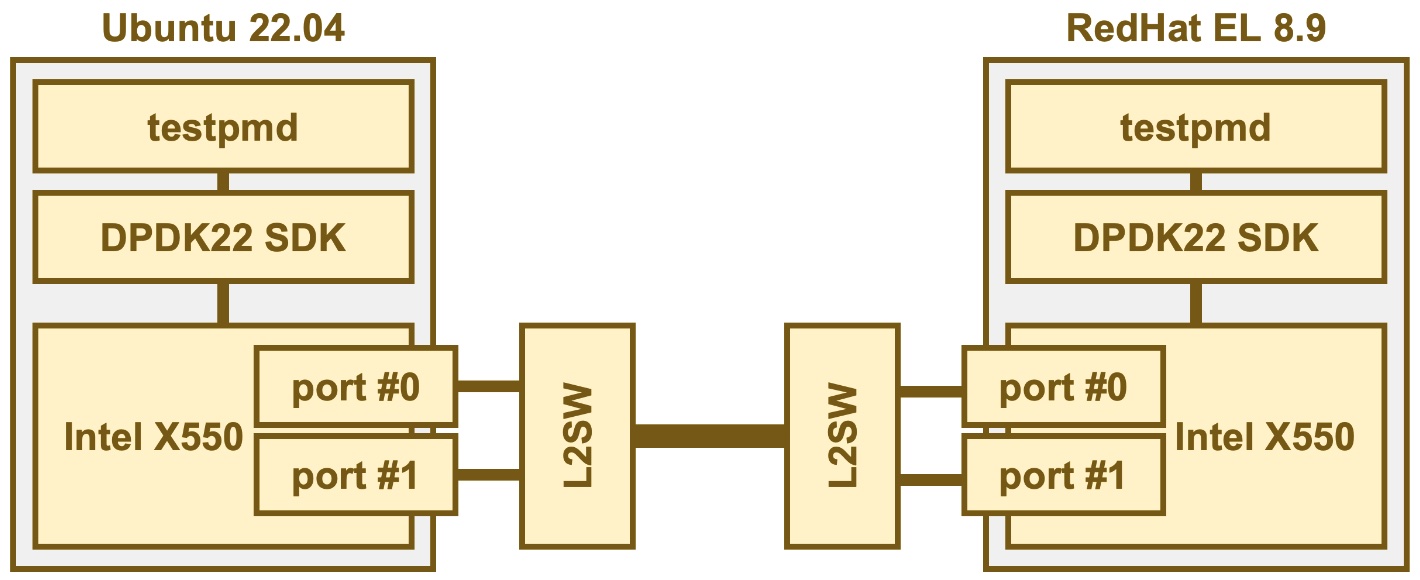 Ubuntu 22.04
testpmd
DPDK22 SDK
Intel X550
port #0
port #1
L2SW
L2SW
RedHat EL 8.9
testpmd
DPDK22 SDK
port #0
port #1
Intel X550